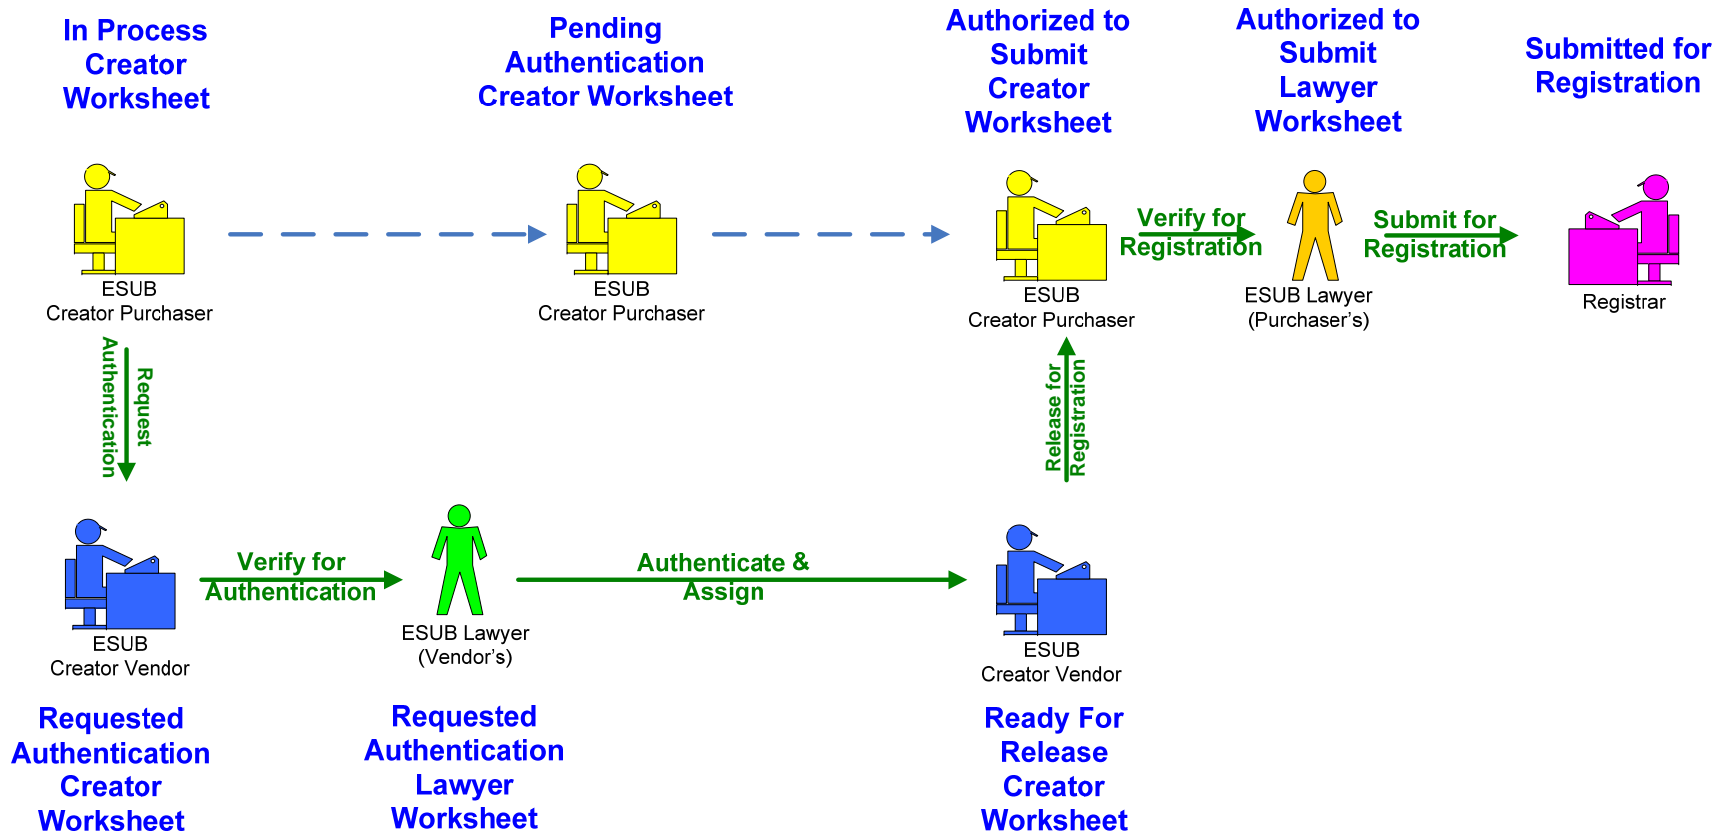 In Process
Creator
Worksheet
Pending
Authentication
Creator Worksheet
Authorized to
Submit
Creator
Worksheet
Authorized to
Submit
Lawyer
Worksheet
Submitted for
Registration
ESUB
Creator Purchaser
ESUB
Creator Purchaser
ESUB
Creator Purchaser
Verify for
Registration
ESUB Lawyer
(Purchaser's)
Submit for
Registration
Registrar
Request
Authentication
Release for
Registration
ESUB
Creator Vendor
Verify for
Authentication
ESUB Lawyer
(Vendor's)
Authenticate &
Assign
ESUB
Creator Vendor
Requested
Authentication
Creator
Worksheet
Requested
Authentication
Lawyer
Worksheet
Ready For
Release
Creator
Worksheet